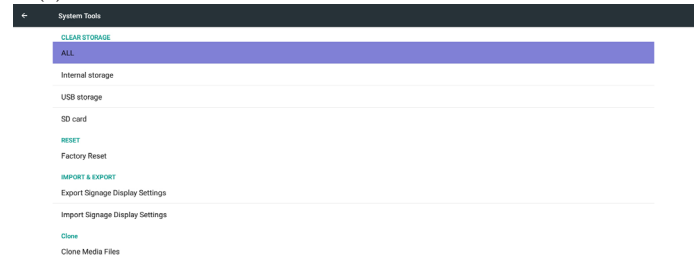 System Tools
CLEAR STORAGE
ALL
Internal storage
USB storage
SD card
RESET
Factory Reset
IMPORT & EXPORT
Export Signage Display Settings
Import Signage Display Settings
Clone
Clone Media Files